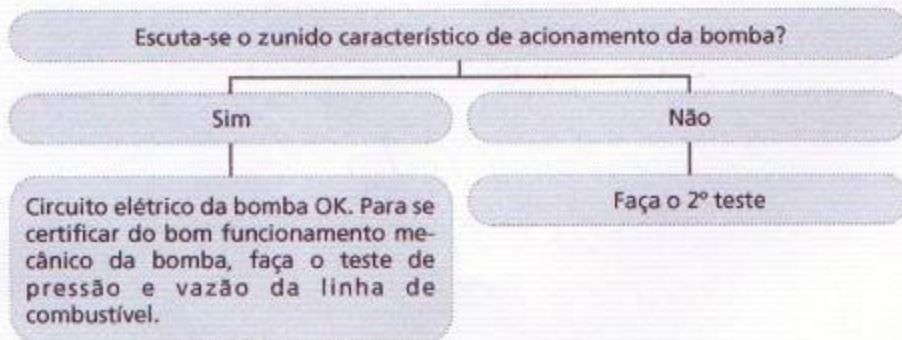 Escuta-se o zunido característico de acionamento da bomba?
Sim
Não
Circuito elétrico da bomba OK. Para se
certificar do bom funcionamento me-
cânico da bomba, faça o teste de
pressão e vazão da linha de
combustível.
Faça o 2º teste